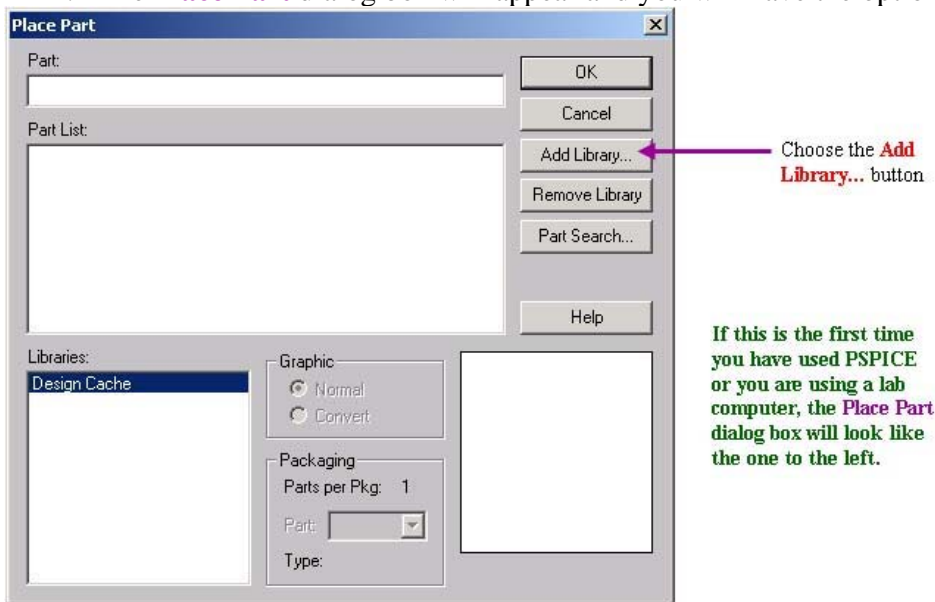 Place Part
Part:
OK
Cancel
Part List:
Add Library...
Choose the Add
Library... button
Remove Library
Part Search...
Help
Libraries:
Design Cache
Graphic
Normal
Convert
Packaging
Parts per Pkg: 1
Part:
Type:
If this is the first time
you have used PSPICE
or you are using a lab
computer, the Place Part
dialog box will look like
the one to the left.